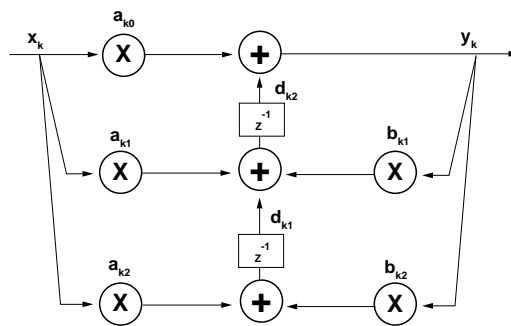 a_k0
x_k
y_k
X
+
d_k2
z^-1
a_k1
b_k1
X
+
X
d_k1
z^-1
a_k2
b_k2
X
+
X